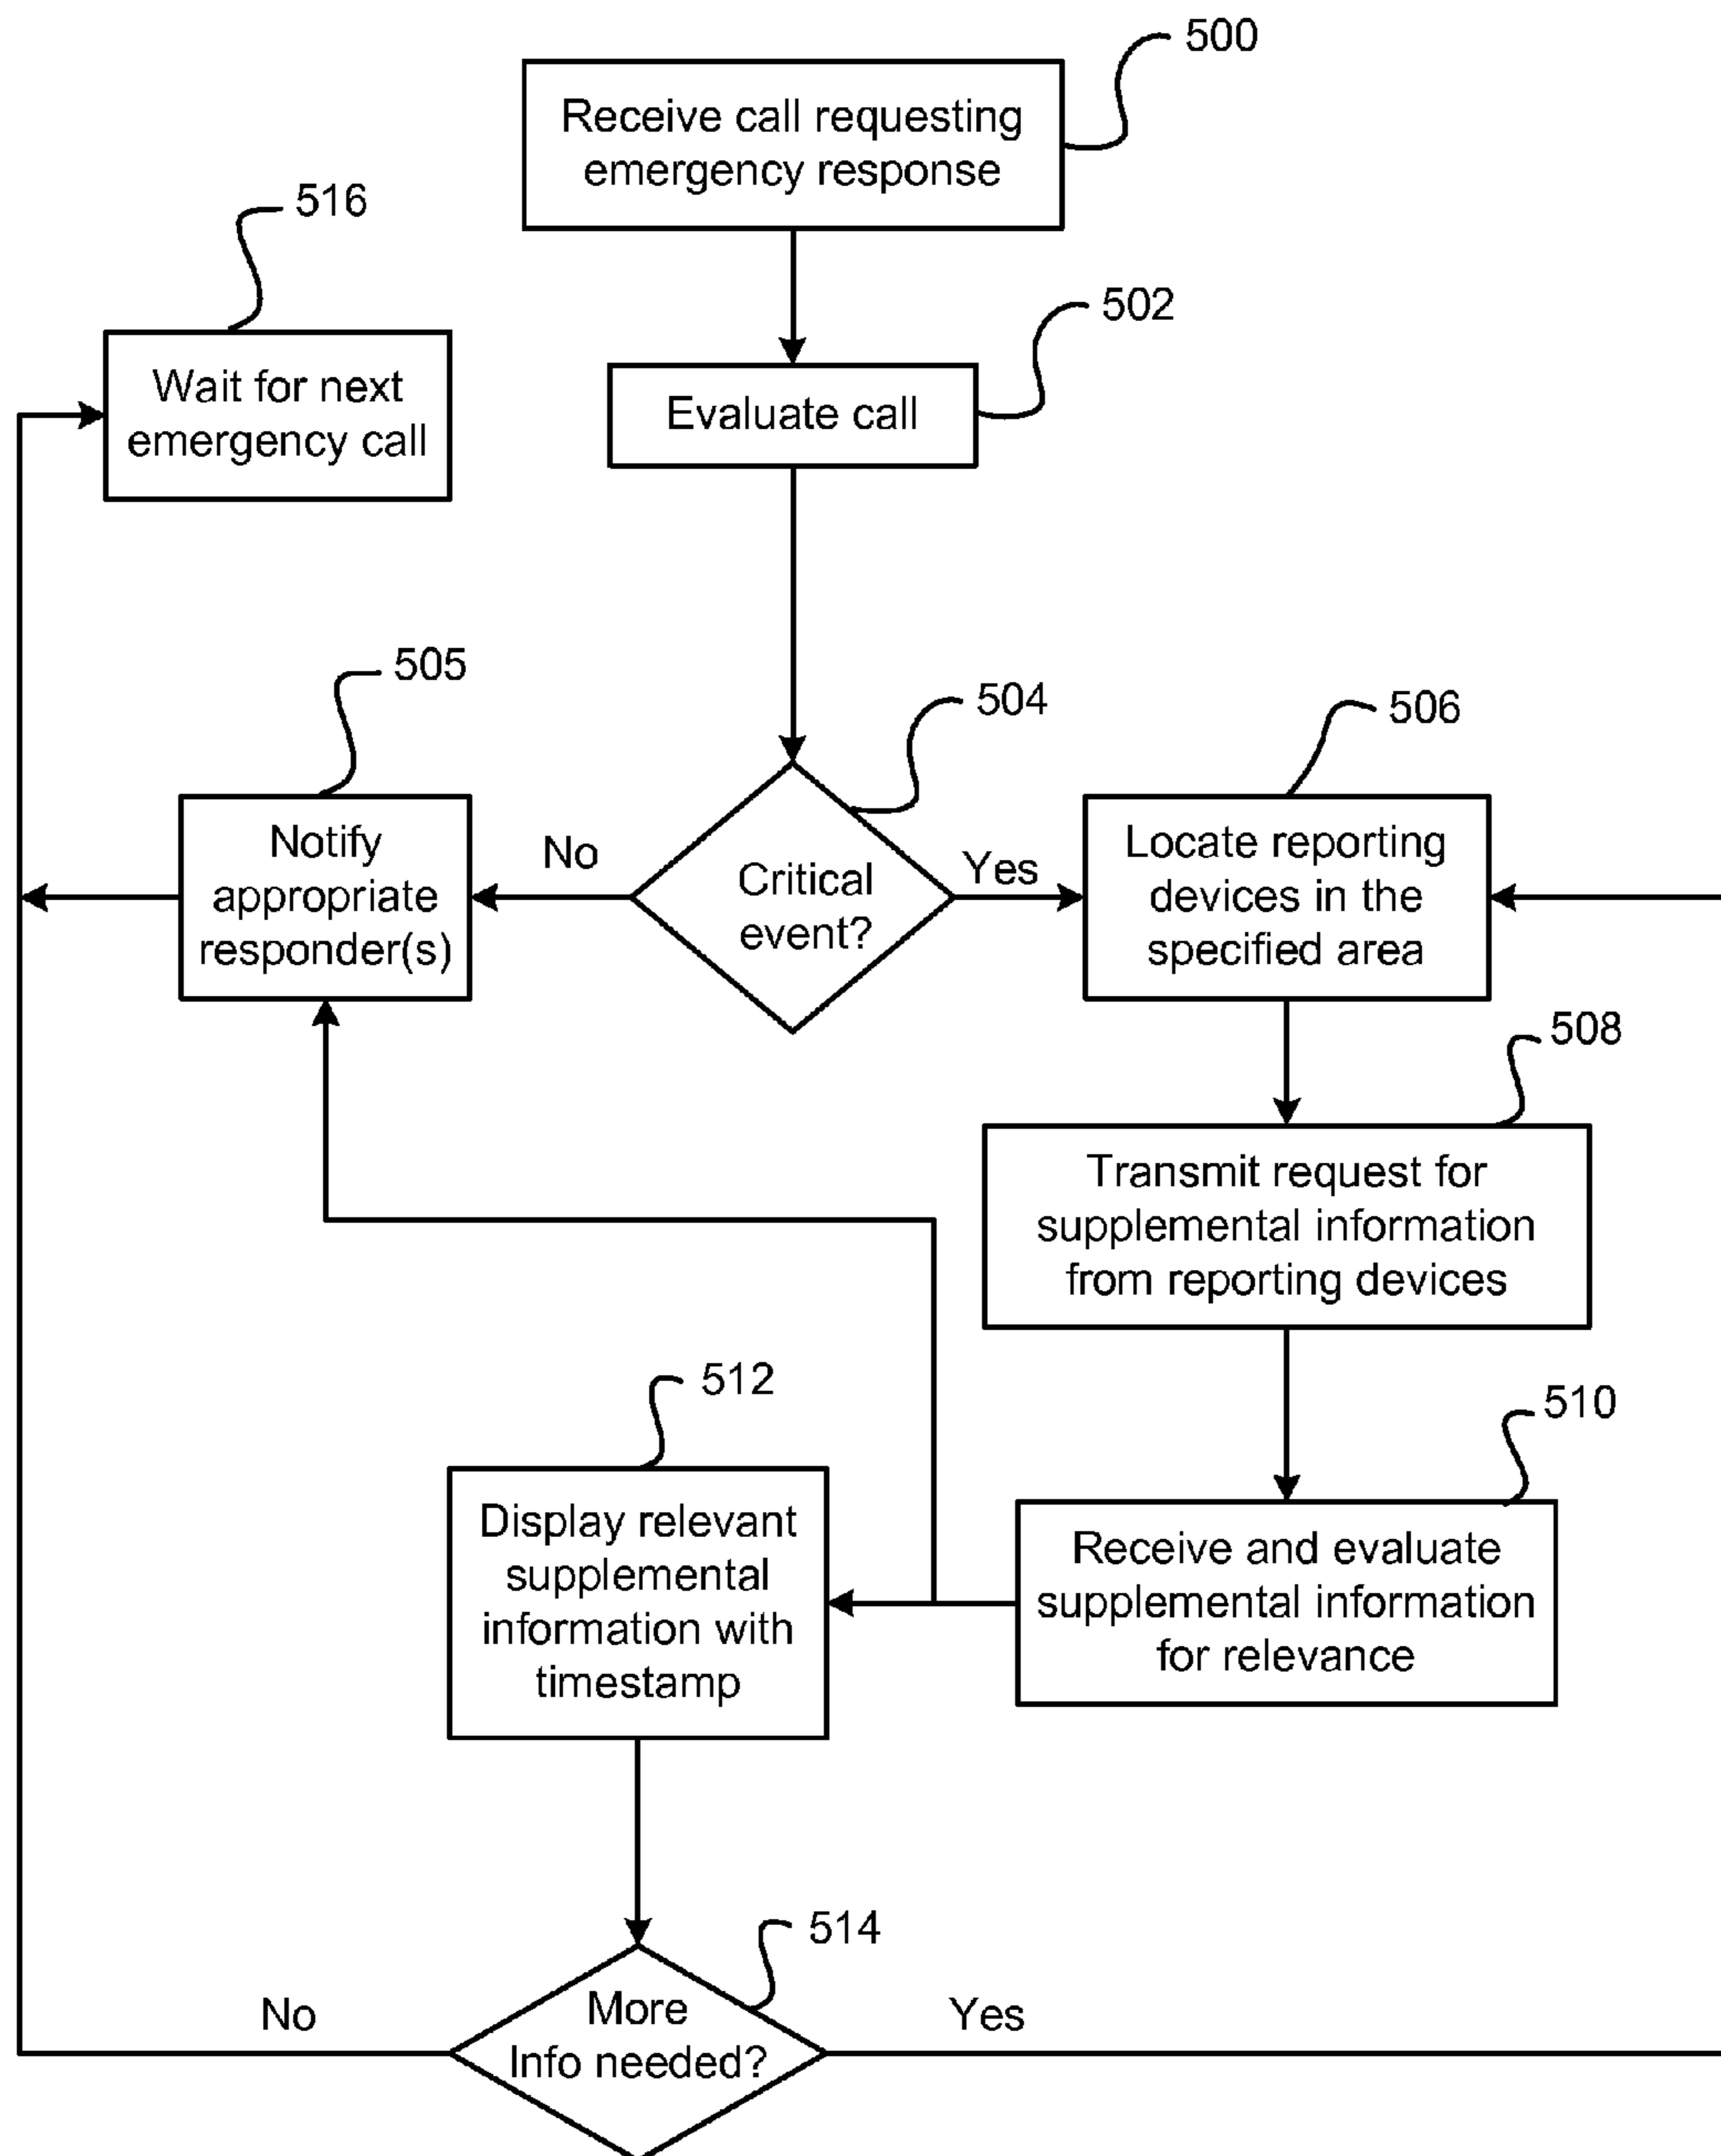 500
Receive call requesting
emergency response
516
Wait for next
emergency call
502
Evaluate call
505
Notify
appropriate
responder(s)
No
504
Critical
event?
Yes
506
Locate reporting
devices in the
specified area
508
Transmit request for
supplemental information
from reporting devices
510
Receive and evaluate
supplemental information
for relevance
512
Display relevant
supplemental
information with
timestamp
514
More
Info needed?
No
Yes